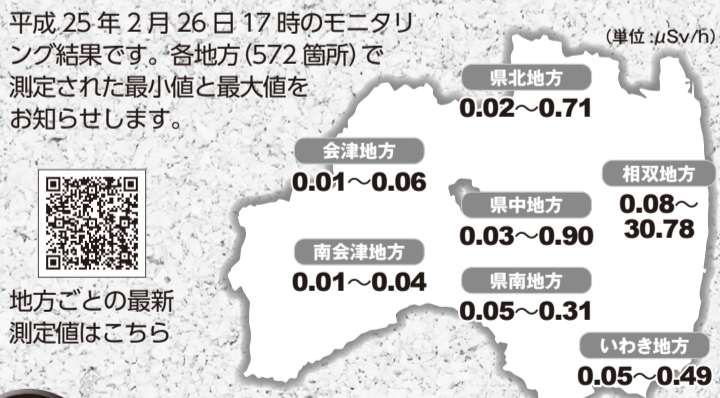 平成 25 年 2 月 26 日 17 時のモニタリ
ング結果です。各地方 (572 箇所) で
測定された最小値と最大値を
お知らせします。
(単位:μSv/h)
県北地方
0.02〜0.71
会津地方
0.01〜0.06
相双地方
0.08〜
30.78
県中地方
0.03〜0.90
南会津地方
0.01〜0.04
県南地方
0.05〜0.31
いわき地方
0.05〜0.49
地方ごとの最新
測定値はこちら